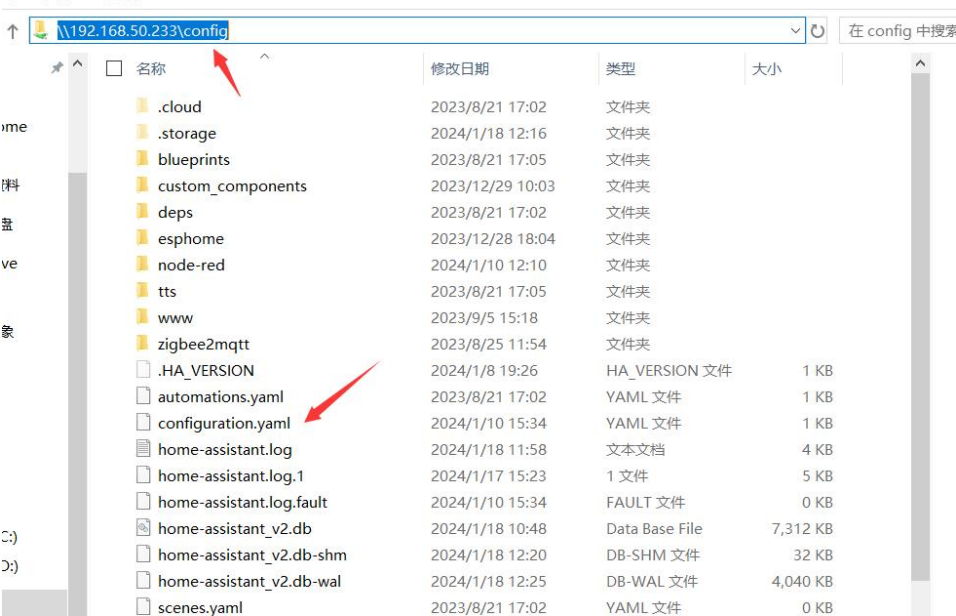 \\192.168.50.233\config 在 config 中搜索
名称 修改日期 类型 大小
.cloud 2023/8/21 17:02 文件夹
.storage 2024/1/18 12:16 文件夹
blueprints 2023/8/21 17:05 文件夹
custom_components 2023/12/29 10:03 文件夹
deps 2023/8/21 17:02 文件夹
esphome 2023/12/28 18:04 文件夹
node-red 2024/1/10 12:10 文件夹
tts 2023/8/21 17:05 文件夹
www 2023/9/5 15:18 文件夹
zigbee2mqtt 2023/8/25 11:54 文件夹
.HA_VERSION 2024/1/8 19:26 HA_VERSION 文件 1 KB
automations.yaml 2023/8/21 17:02 YAML 文件 1 KB
configuration.yaml 2024/1/10 15:34 YAML 文件 1 KB
home-assistant.log 2024/1/18 11:58 文本文档 4 KB
home-assistant.log.1 2024/1/17 15:23 1 文件 5 KB
home-assistant.log.fault 2024/1/10 15:34 FAULT 文件 0 KB
home-assistant_v2.db 2024/1/18 10:48 Data Base File 7,312 KB
home-assistant_v2.db-shm 2024/1/18 12:20 DB-SHM 文件 32 KB
home-assistant_v2.db-wal 2024/1/18 12:25 DB-WAL 文件 4,040 KB
scenes.yaml 2023/8/21 17:02 YAML 文件 0 KB
ome
料
盘
ve
象
C:)
D:)